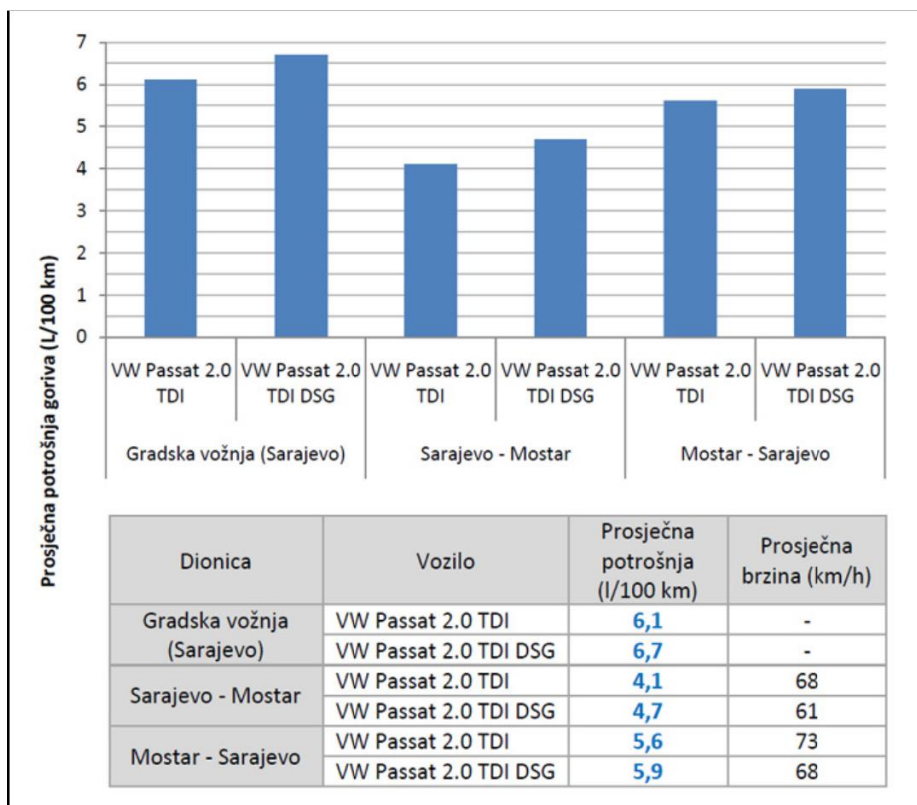 7
6
5
4
3
2
1
0
Prosječna potrošnja goriva (L/100 km)
VW Passat 2.0 TDI
VW Passat 2.0 TDI DSG
VW Passat 2.0 TDI
VW Passat 2.0 TDI DSG
VW Passat 2.0 TDI
VW Passat 2.0 TDI DSG
Gradska vožnja (Sarajevo)
Sarajevo - Mostar
Mostar - Sarajevo
Dionica
Vozilo
Prosječna
potrošnja
(l/100 km)
Prosječna
brzina (km/h)
Gradska vožnja
(Sarajevo)
VW Passat 2.0 TDI
6,1
-
VW Passat 2.0 TDI DSG
6,7
-
Sarajevo - Mostar
VW Passat 2.0 TDI
4,1
68
VW Passat 2.0 TDI DSG
4,7
61
Mostar - Sarajevo
VW Passat 2.0 TDI
5,6
73
VW Passat 2.0 TDI DSG
5,9
68